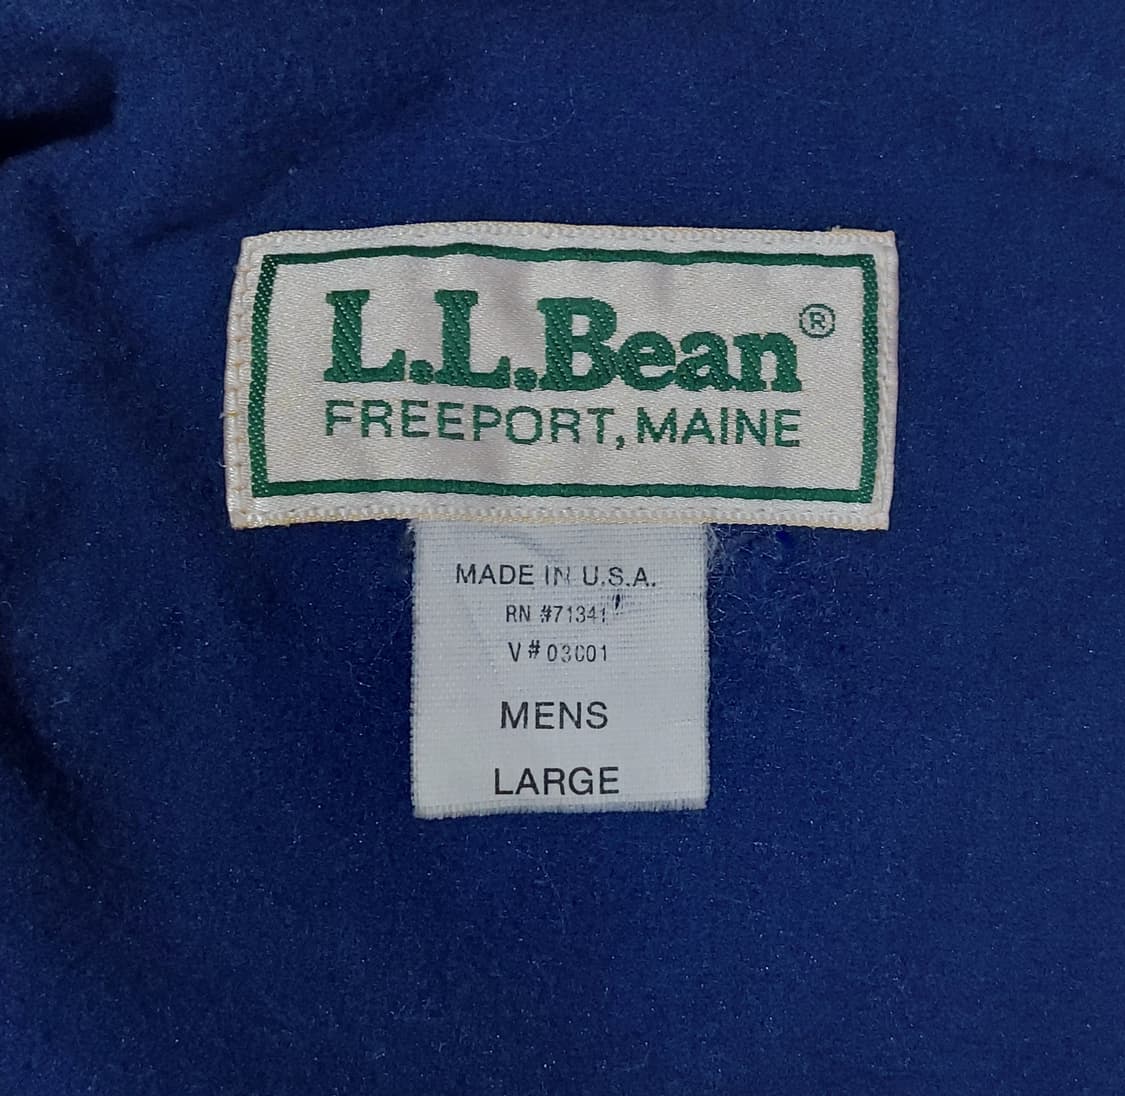 L.L.Bean®
FREEPORT, MAINE
MADE IN U.S.A.
RN #71341
V # 03001
MENS
LARGE